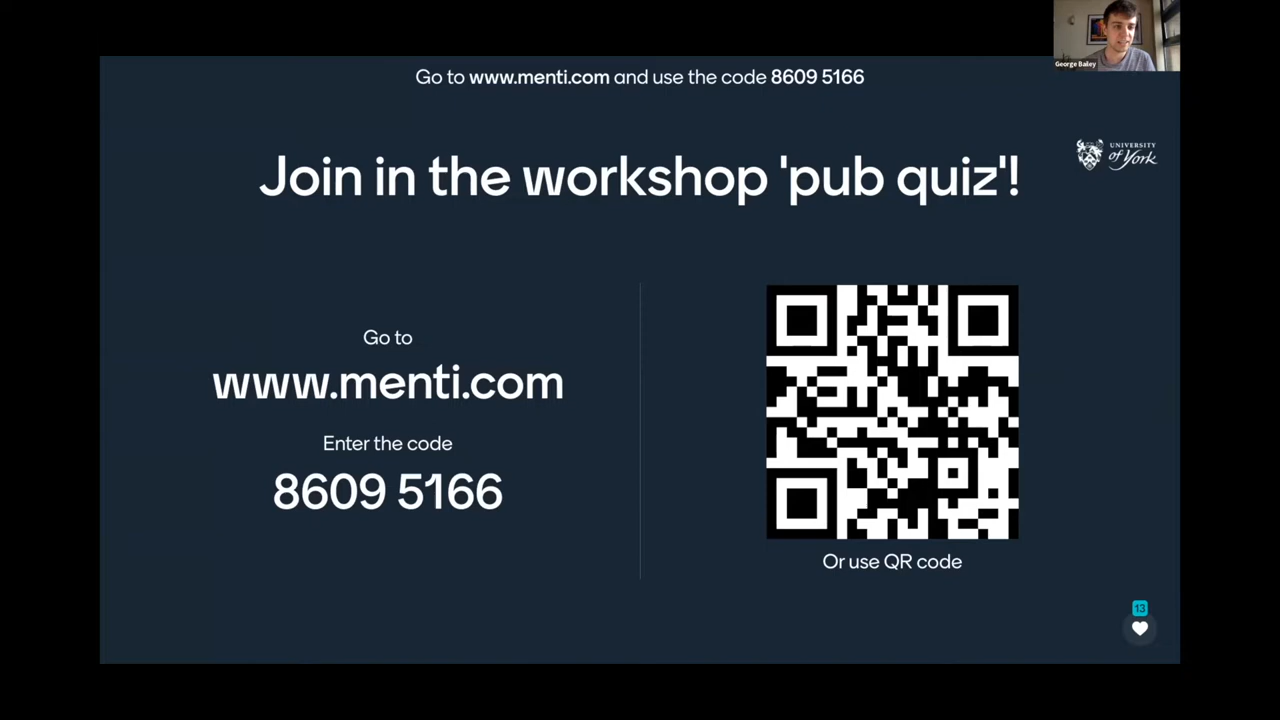 George Bailey
Go to www.menti.com and use the code 8609 5166
UNIVERSITY
of York
Join in the workshop 'pub quiz'!
Go to
www.menti.com
Enter the code
8609 5166
Or use QR code
13